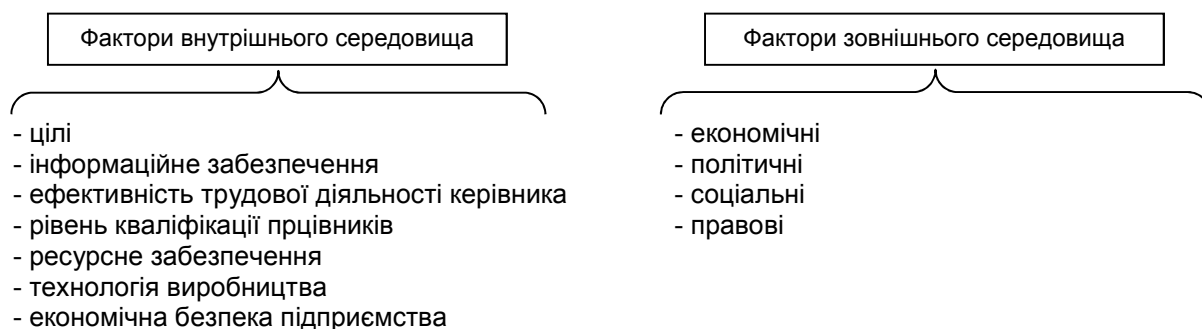 Фактори внутрішнього середовища
- цілі
- інформаційне забезпечення
- ефективність трудової діяльності керівника
- рівень кваліфікації прцівників
- ресурсне забезпечення
- технологія виробництва
- економічна безпека підприємства
Фактори зовнішнього середовища
- економічні
- політичні
- соціальні
- правові